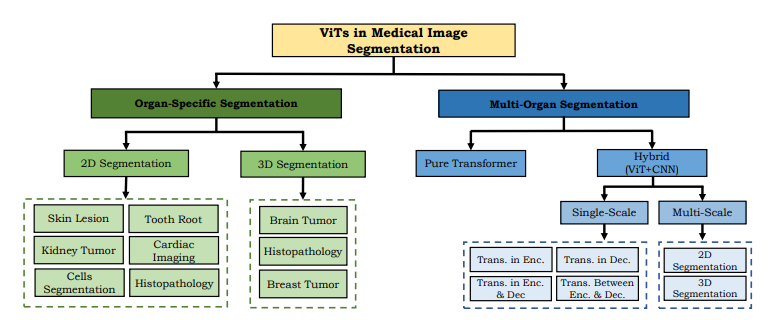 ViTs in Medical Image
Segmentation
Organ-Specific Segmentation
Multi-Organ Segmentation
2D Segmentation
3D Segmentation
Pure Transformer
Hybrid
(ViT+CNN)
Skin Lesion
Tooth Root
Kidney Tumor
Cardiac
Imaging
Cells
Segmentation
Histopathology
Brain Tumor
Histopathology
Breast Tumor
Single-Scale
Multi-Scale
Trans. in Enc.
Trans. in Dec.
Trans. in Enc.
& Dec
Trans. Between
Enc. & Dec.
2D
Segmentation
3D
Segmentation